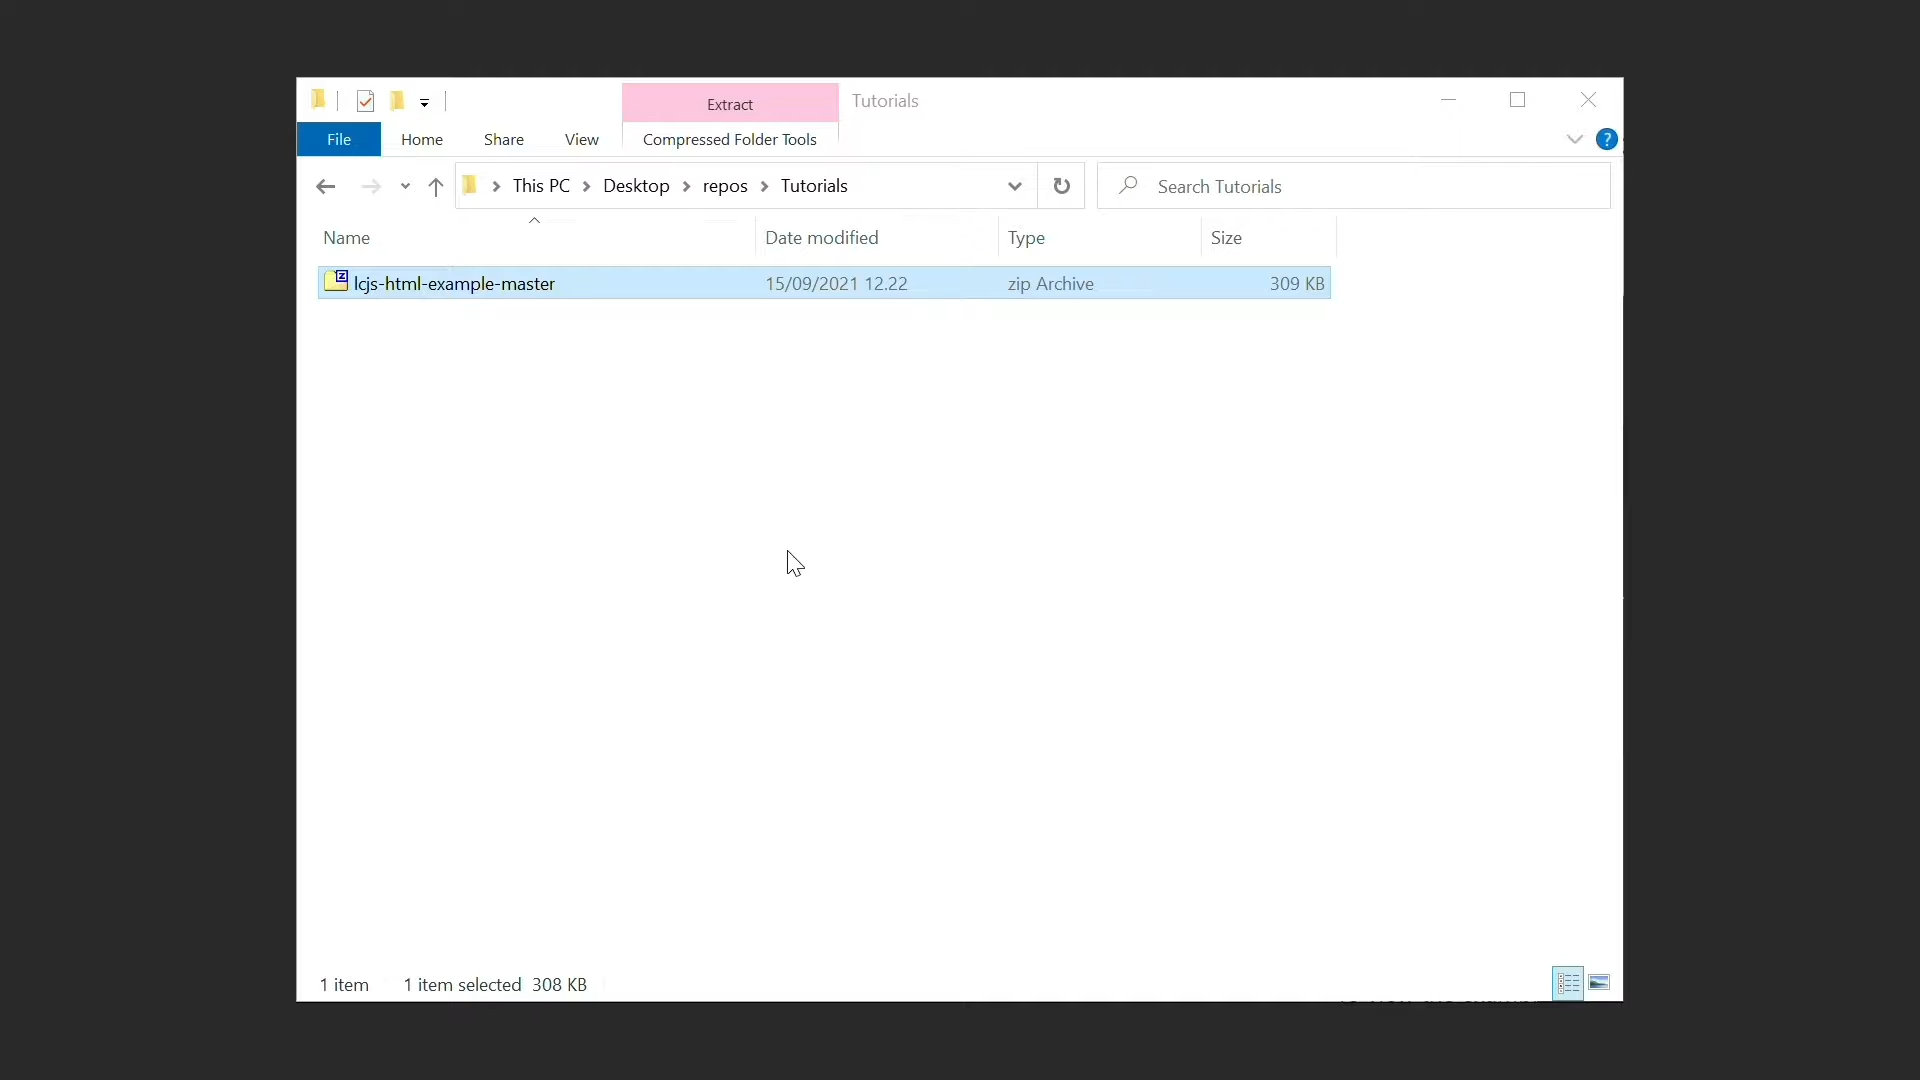 Extract
Tutorials
File
Home
Share
View
Compressed Folder Tools
?
This PC
Desktop
repos
Tutorials
Search Tutorials
Name
Date modified
Type
Size
Z
lcjs-html-example-master
15/09/2021 12.22
zip Archive
309 KB
1 item
1 item selected
308 KB